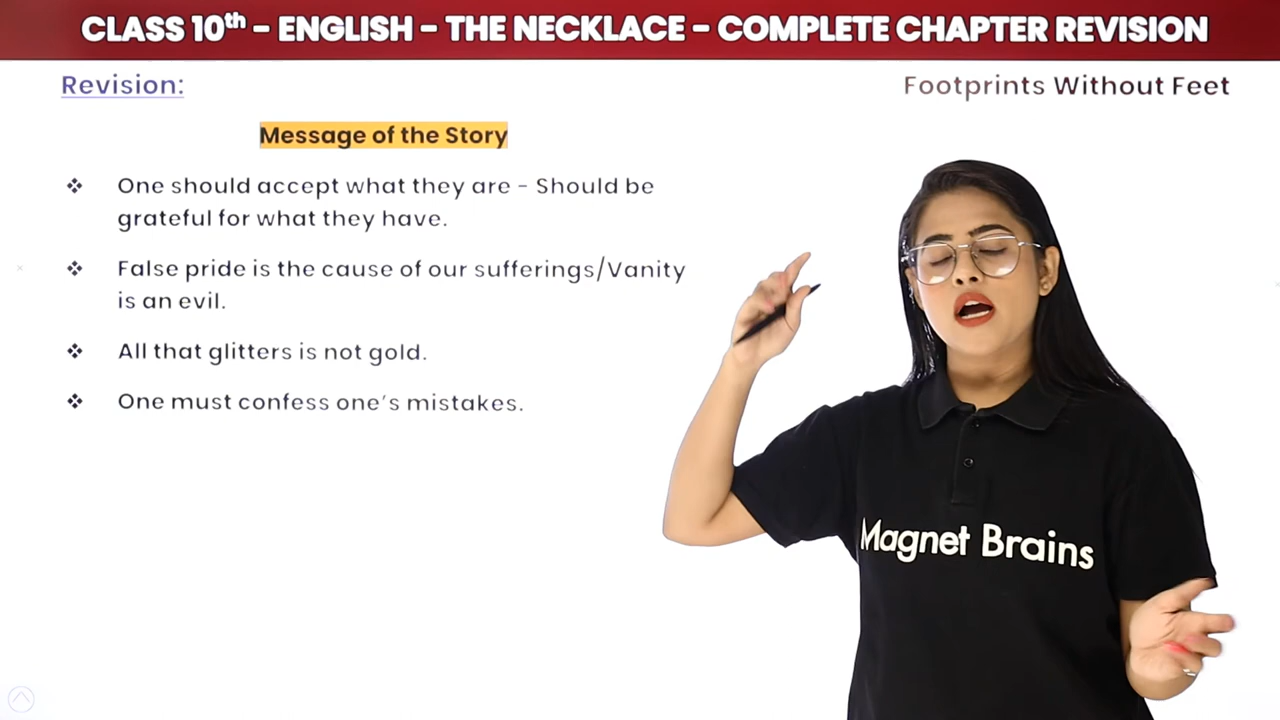 CLASS 10th – ENGLISH – THE NECKLACE – COMPLETE CHAPTER REVISION
Revision:
Footprints Without Feet
Message of the Story
❖ One should accept what they are – Should be
grateful for what they have.
❖ False pride is the cause of our sufferings/Vanity
is an evil.
❖ All that glitters is not gold.
❖ One must confess one's mistakes.
Magnet Brains